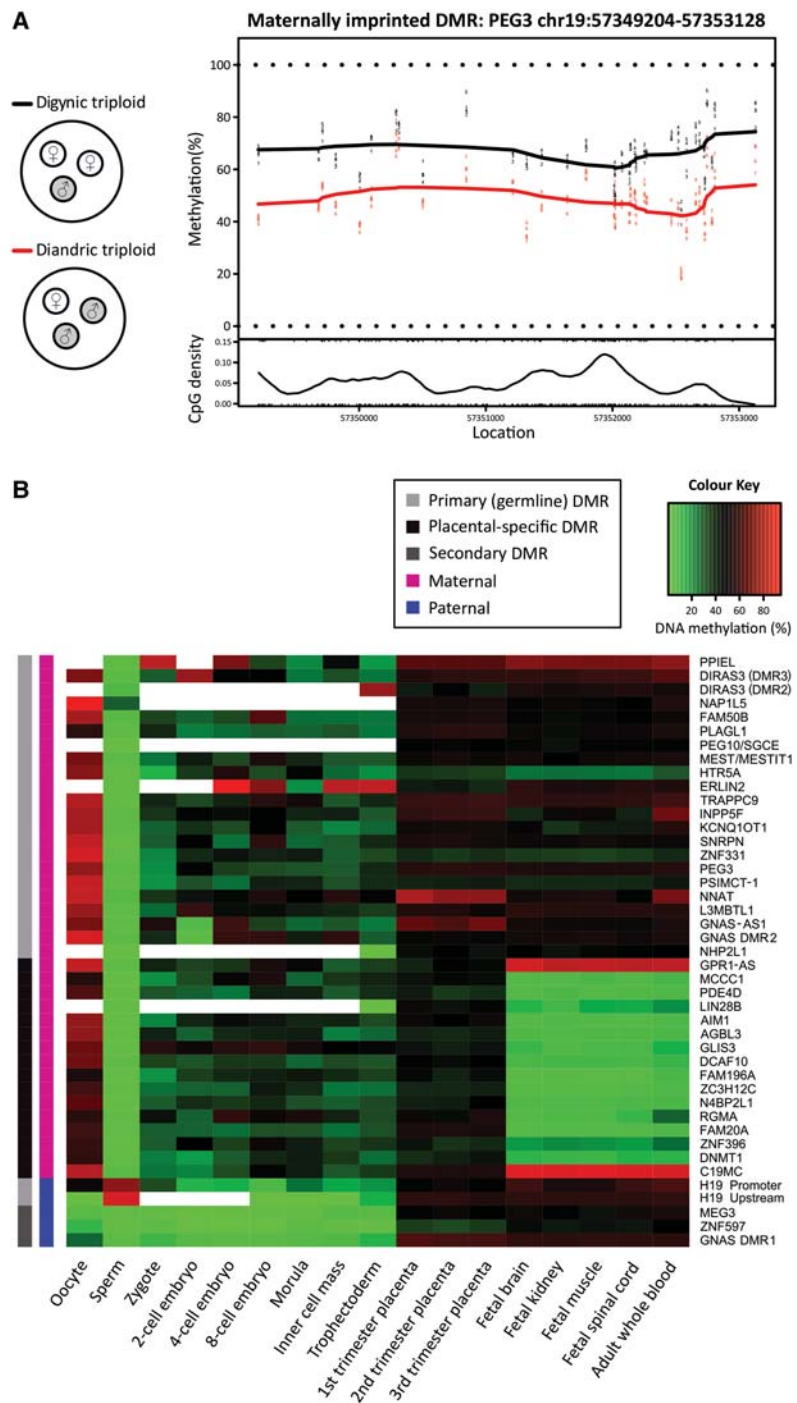 A
Maternally imprinted DMR: PEG3 chr19:57349204-57353128
Digynic triploid
♀
♀
♂
Diandric triploid
♀
♂
♂
Methylation(%)
100
80
60
40
20
0
CpG density
0.15
0.10
0.05
0.00
57350000
57351000
57352000
57353000
Location
B
Primary (germline) DMR
Placental-specific DMR
Secondary DMR
Maternal
Paternal
Colour Key
20 40 60 80
DNA methylation (%)
PPIEL
DIRAS3 (DMR3)
DIRAS3 (DMR2)
NAP1L5
FAM50B
PLAGL1
PEG10/SGCE
MEST/MESTIT1
HTR5A
ERLIN2
TRAPPC9
INPP5F
KCNQ1OT1
SNRPN
ZNF331
PEG3
PSIMCT-1
NNAT
L3MBTL1
GNAS-AS1
GNAS DMR2
NHP2L1
GPR1-AS
MCCC1
PDE4D
LIN28B
AIM1
AGBL3
GLIS3
DCAF10
FAM196A
ZC3H12C
N4BP2L1
RGMA
FAM20A
ZNF396
DNMT1
C19MC
H19 Promoter
H19 Upstream
MEG3
ZNF597
GNAS DMR1
Oocyte
Sperm
Zygote
2-cell embryo
4-cell embryo
8-cell embryo
Morula
Inner cell mass
Trophectoderm
1st trimester placenta
2nd trimester placenta
3rd trimester placenta
Fetal brain
Fetal kidney
Fetal muscle
Fetal spinal cord
Adult whole blood